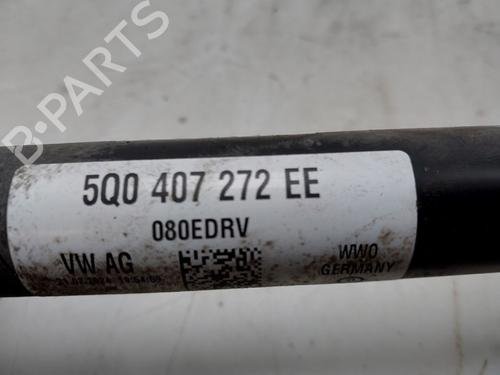 B-PARTS
5Q0 407 272 EE
080EDRV
VW AG
WWO
GERMANY